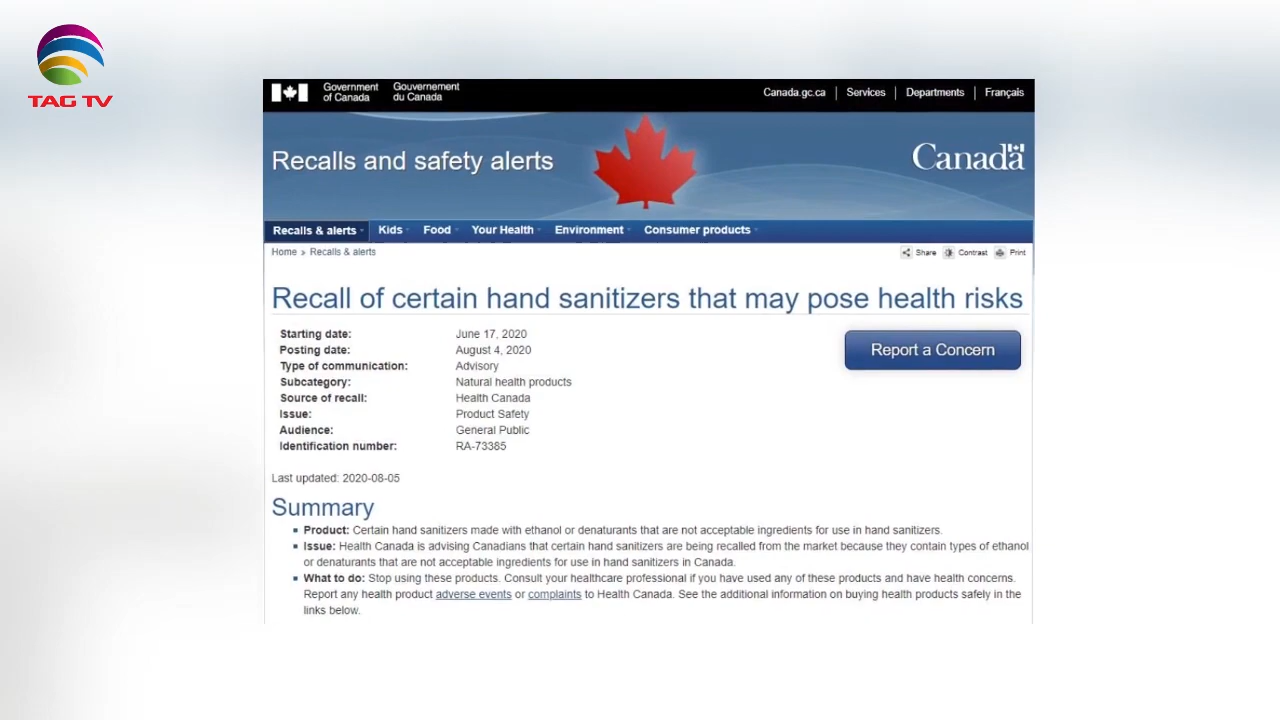 TAG TV
Government of Canada
Gouvernement du Canada
Canada.gc.ca | Services | Departments | Français
Recalls and safety alerts
Canada
Recalls & alerts Kids Food Your Health Environment Consumer products
Home » Recalls & alerts
Share Contrast Print
Recall of certain hand sanitizers that may pose health risks
Starting date: June 17, 2020
Posting date: August 4, 2020
Type of communication: Advisory
Subcategory: Natural health products
Source of recall: Health Canada
Issue: Product Safety
Audience: General Public
Identification number: RA-73385
Report a Concern
Last updated: 2020-08-05
Summary
Product: Certain hand sanitizers made with ethanol or denaturants that are not acceptable ingredients for use in hand sanitizers.
Issue: Health Canada is advising Canadians that certain hand sanitizers are being recalled from the market because they contain types of ethanol
or denaturants that are not acceptable ingredients for use in hand sanitizers in Canada.
What to do: Stop using these products. Consult your healthcare professional if you have used any of these products and have health concerns.
Report any health product adverse events or complaints to Health Canada. See the additional information on buying health products safely in the
links below.